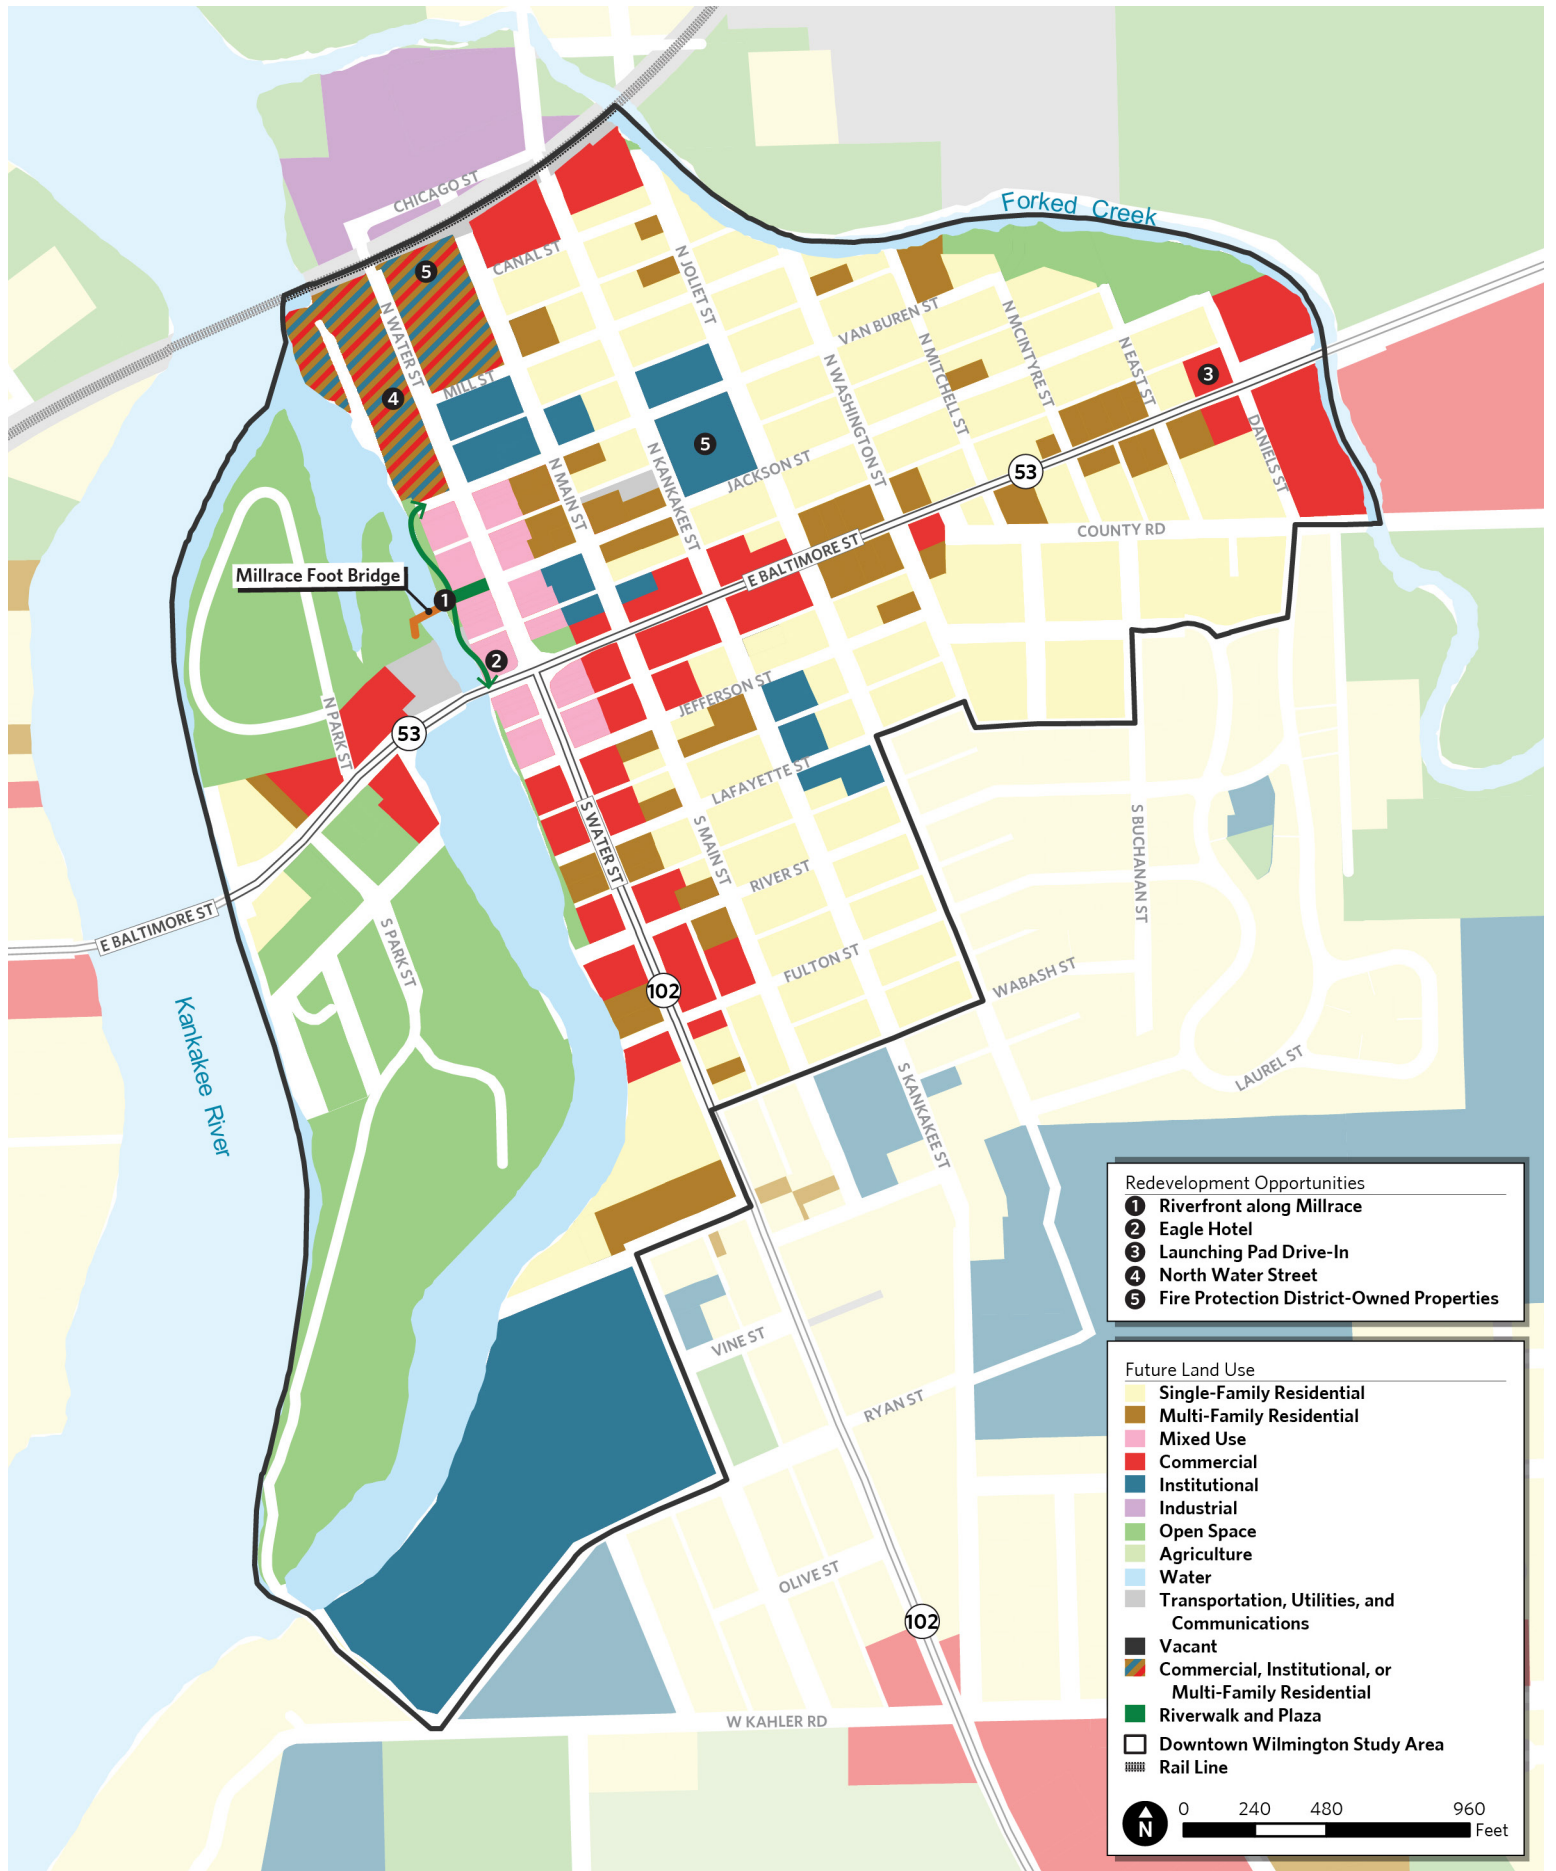 Forked Creek
CHICAGO ST
5
CANAL ST
N JOLIET ST
N WATER ST
VAN BUREN ST
N MCINTYRE ST
N MITCHELL ST
N EAST ST
N WASHINGTON ST
MILL ST
4
3
5
DANIELS ST
N KANKAKEE ST
N MAIN ST
JACKSON ST
53
COUNTY RD
E BALTIMORE ST
Millrace Foot Bridge
1
2
JEFFERSON ST
N PARK ST
53
LAFAYETTE ST
S WATER ST
S MAIN ST
S BUCHANAN ST
RIVER ST
E BALTIMORE ST
S PARK ST
FULTON ST
WABASH ST
102
Kankakee River
LAUREL ST
S KANKAKEE ST
VINE ST
RYAN ST
OLIVE ST
102
W KAHLER RD
Redevelopment Opportunities
1 Riverfront along Millrace
2 Eagle Hotel
3 Launching Pad Drive-In
4 North Water Street
5 Fire Protection District-Owned Properties
Future Land Use
Single-Family Residential
Multi-Family Residential
Mixed Use
Commercial
Institutional
Industrial
Open Space
Agriculture
Water
Transportation, Utilities, and
Communications
Vacant
Commercial, Institutional, or
Multi-Family Residential
Riverwalk and Plaza
Downtown Wilmington Study Area
Rail Line
N
0 240 480 960
Feet